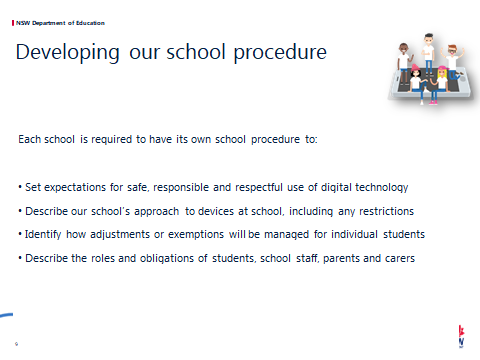 NSW Department of Education
Developing our school procedure
Each school is required to have its own school procedure to:
• Set expectations for safe, responsible and respectful use of digital technology
• Describe our school's approach to devices at school, including any restrictions
• Identify how adjustments or exemptions will be managed for individual students
• Describe the roles and obligations of students, school staff, parents and carers